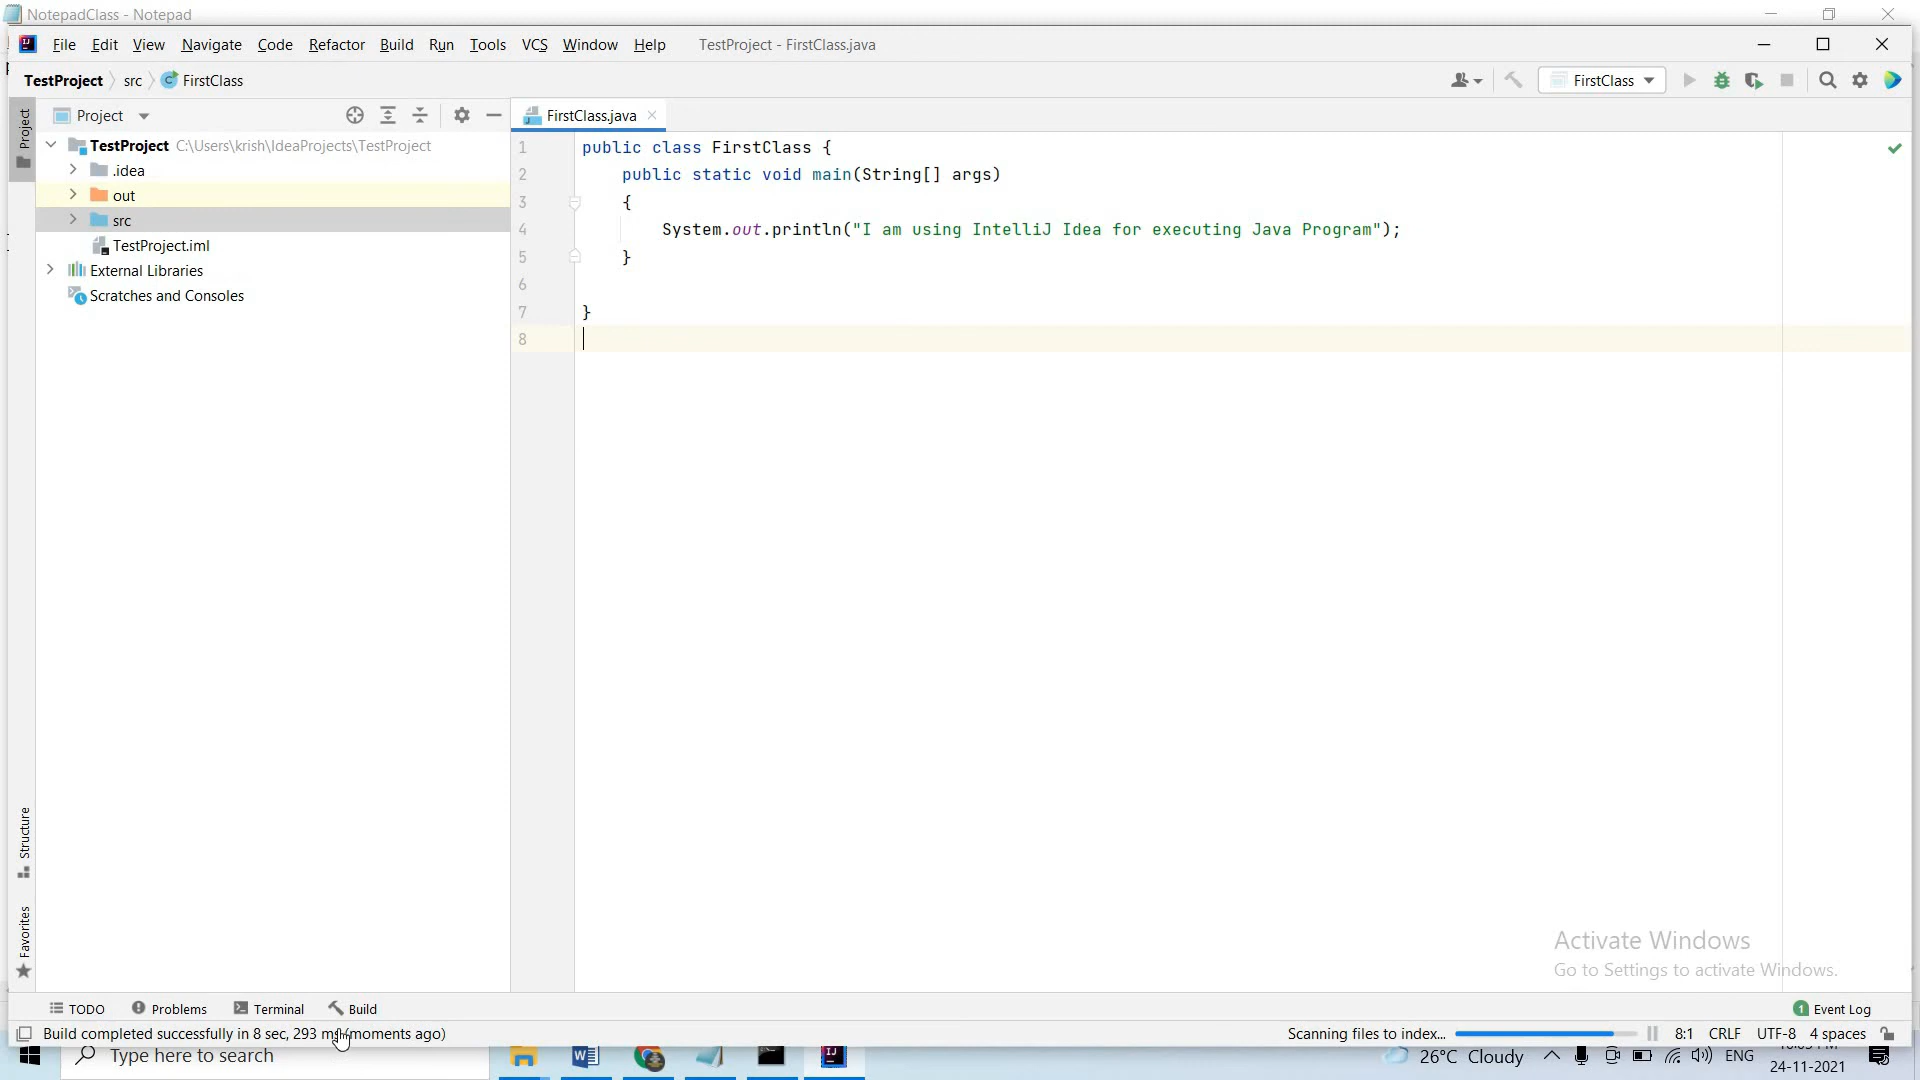 NotepadClass - Notepad
File Edit View Navigate Code Refactor Build Run Tools VCS Window Help TestProject - FirstClass.java
TestProject src FirstClass
FirstClass
Project
Project
FirstClass.java
TestProject C:\Users\krish\IdeaProjects\TestProject
.idea
out
src
TestProject.iml
External Libraries
Scratches and Consoles
1 public class FirstClass {
2 public static void main(String[] args)
3 {
4 System.out.println("I am using IntelliJ Idea for executing Java Program");
5 }
6
7 }
8
Structure
Favorites
Activate Windows
Go to Settings to activate Windows.
TODO Problems Terminal Build Event Log
Build completed successfully in 8 sec, 293 ms (moments ago) Scanning files to index... 8:1 CRLF UTF-8 4 spaces
Type here to search 26°C Cloudy ENG
24-11-2021